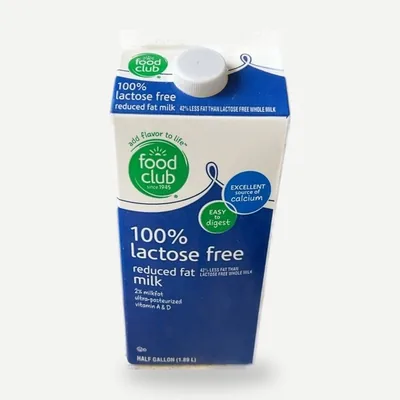 food
club
100%
lactose free
reduced fat milk
42% LESS FAT THAN LACTOSE FREE WHOLE MILK
add flavor to life™
food
club
since 1945
EXCELLENT
source of
calcium
EASY
to
digest
100%
lactose free
reduced fat
milk
42% LESS FAT THAN
LACTOSE FREE WHOLE MILK
2% milkfat
ultra-pasteurized
vitamin A & D
HALF GALLON (1.89 L)